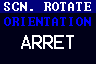 SCN. ROTATE
ORIENTATION
ARRET